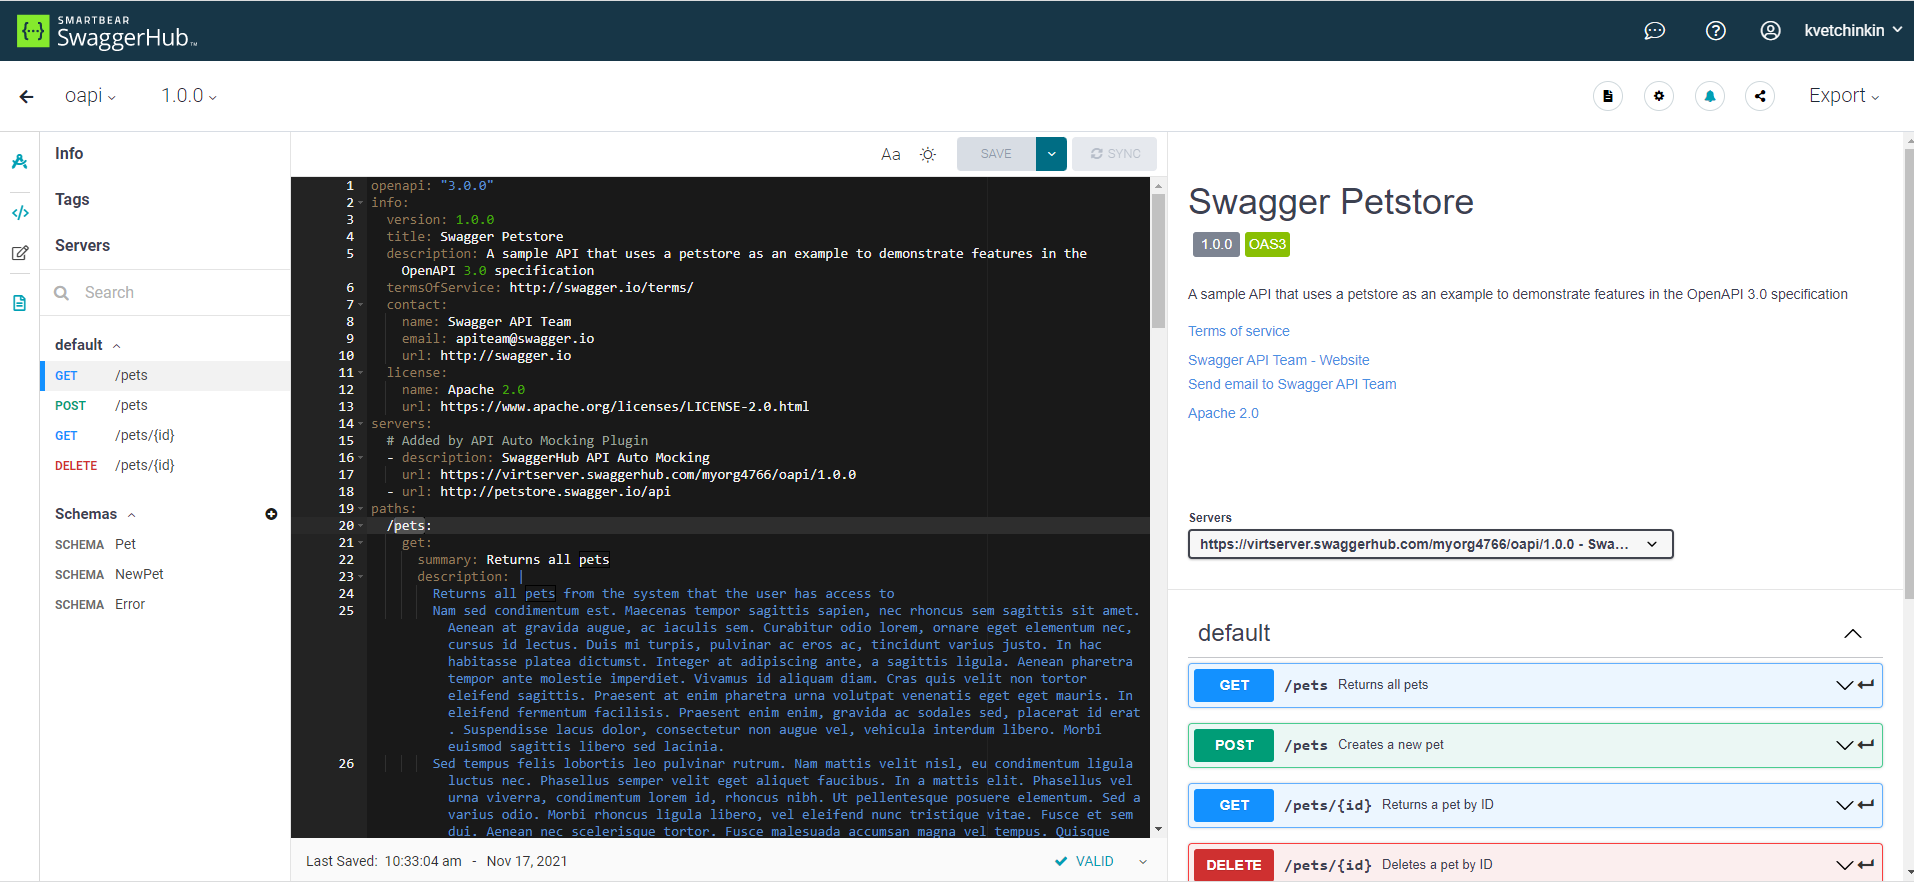 SMARTBEAR
SwaggerHub™
kvetchinkin
oapi
1.0.0
Export
Info
Tags
Servers
Search
default
GET /pets
POST /pets
GET /pets/{id}
DELETE /pets/{id}
Schemas
SCHEMA Pet
SCHEMA NewPet
SCHEMA Error
Aa
SAVE
SYNC
1 openapi: "3.0.0"
2 info:
3 version: 1.0.0
4 title: Swagger Petstore
5 description: A sample API that uses a petstore as an example to demonstrate features in the
OpenAPI 3.0 specification
6 termsOfService: http://swagger.io/terms/
7 contact:
8 name: Swagger API Team
9 email: apiteam@swagger.io
10 url: http://swagger.io
11 license:
12 name: Apache 2.0
13 url: https://www.apache.org/licenses/LICENSE-2.0.html
14 servers:
15 # Added by API Auto Mocking Plugin
16 - description: SwaggerHub API Auto Mocking
17 url: https://virtserver.swaggerhub.com/myorg4766/oapi/1.0.0
18 - url: http://petstore.swagger.io/api
19 paths:
20 /pets:
21 get:
22 summary: Returns all pets
23 description: |
24 Returns all pets from the system that the user has access to
25 Nam sed condimentum est. Maecenas tempor sagittis sapien, nec rhoncus sem sagittis sit amet.
Aenean at gravida augue, ac iaculis sem. Curabitur odio lorem, ornare eget elementum nec,
cursus id lectus. Duis mi turpis, pulvinar ac eros ac, tincidunt varius justo. In hac
habitasse platea dictumst. Integer at adipiscing ante, a sagittis ligula. Aenean pharetra
tempor ante molestie imperdiet. Vivamus id aliquam diam. Cras quis velit non tortor
eleifend sagittis. Praesent at enim pharetra urna volutpat venenatis eget eget mauris. In
eleifend fermentum facilisis. Praesent enim enim, gravida ac sodales sed, placerat id erat
. Suspendisse lacus dolor, consectetur non augue vel, vehicula interdum libero. Morbi
euismod sagittis libero sed lacinia.
26 Sed tempus felis lobortis leo pulvinar rutrum. Nam mattis velit nisl, eu condimentum ligula
luctus nec. Phasellus semper velit eget aliquet faucibus. In a mattis elit. Phasellus vel
urna viverra, condimentum lorem id, rhoncus nibh. Ut pellentesque posuere elementum. Sed a
varius odio. Morbi rhoncus ligula libero, vel eleifend nunc tristique vitae. Fusce et sem
dui. Aenean nec scelerisque tortor. Fusce malesuada accumsan magna vel tempus. Quisque
Last Saved: 10:33:04 am - Nov 17, 2021
VALID
Swagger Petstore
1.0.0 OAS3
A sample API that uses a petstore as an example to demonstrate features in the OpenAPI 3.0 specification
Terms of service
Swagger API Team - Website
Send email to Swagger API Team
Apache 2.0
Servers
https://virtserver.swaggerhub.com/myorg4766/oapi/1.0.0 - Swa...
default
GET /pets Returns all pets
POST /pets Creates a new pet
GET /pets/{id} Returns a pet by ID
DELETE /pets/{id} Deletes a pet by ID